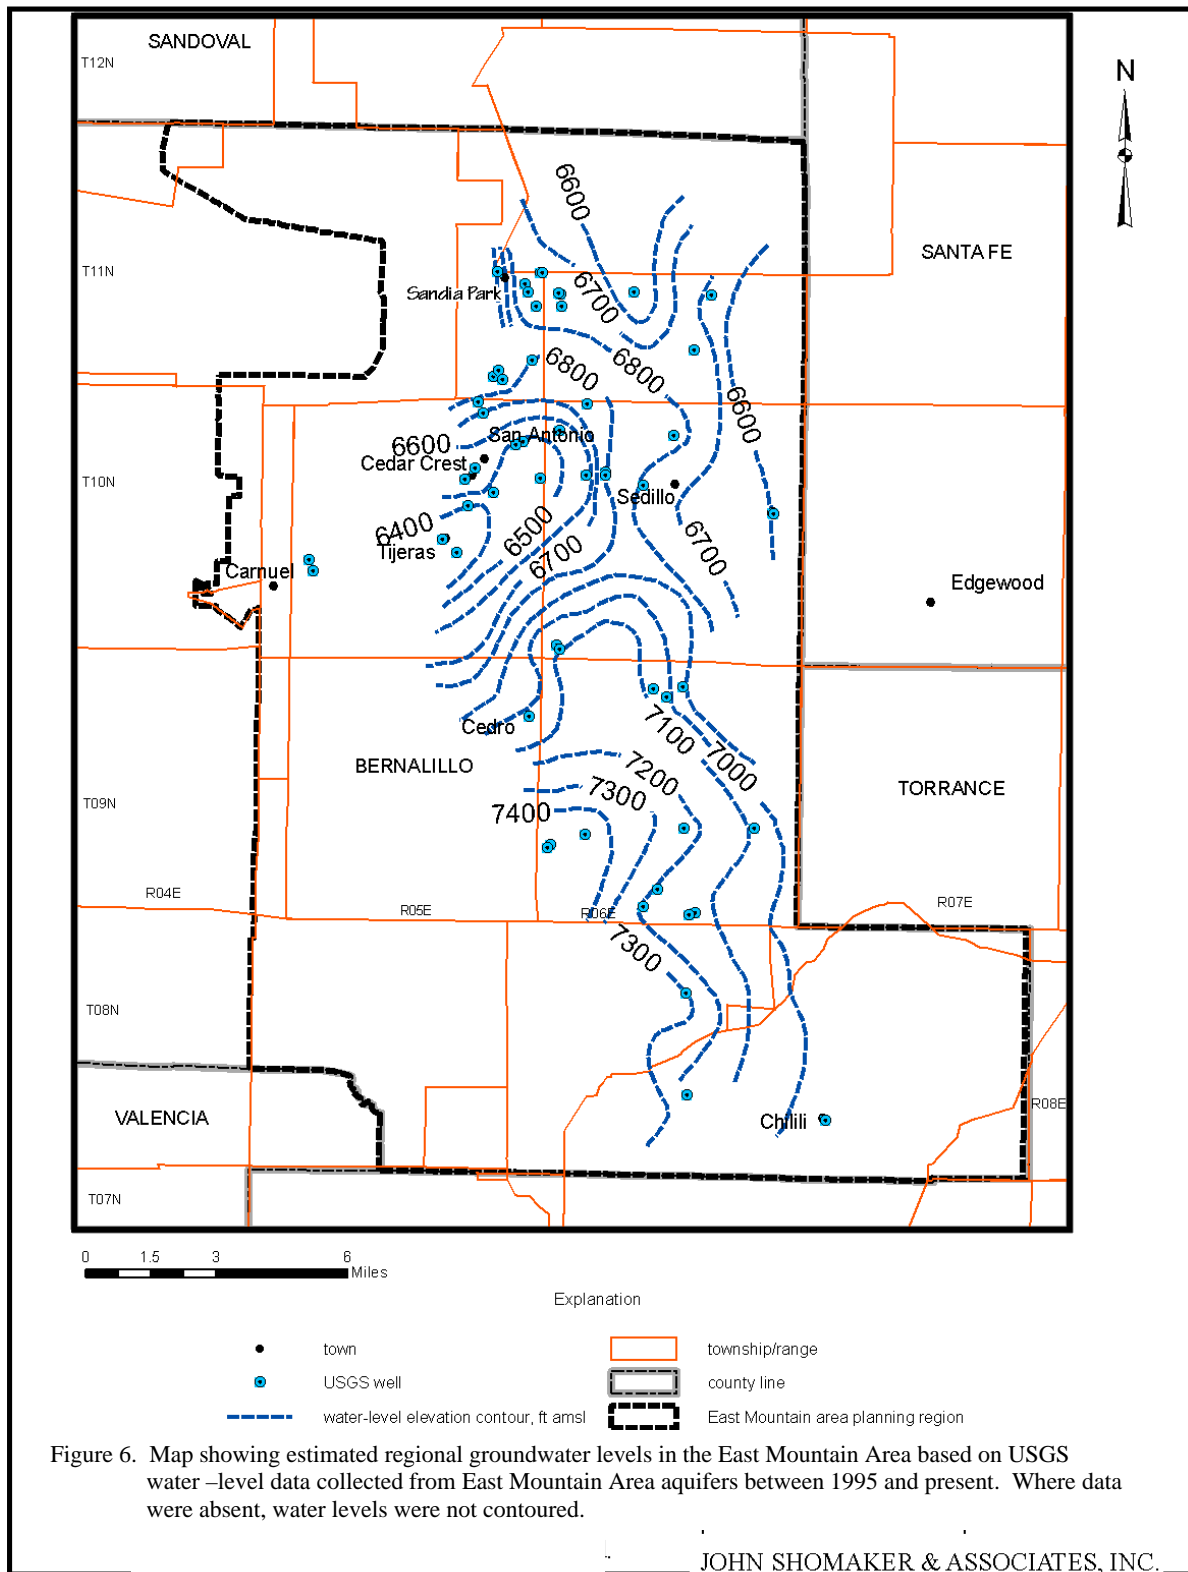 SANDOVAL
T12N
N
6600
SANTA FE
T11N
Sandia Park
6700
6800
6800
6600
San Antonio
6600
Cedar Crest
T10N
Sedillo
6400
6500
6700
6700
Tijeras
Carnuel
Edgewood
Cedro
7100
7000
BERNALILLO
7200
7300
TORRANCE
T09N
7400
R04E
R05E
R06E
R07E
7300
T08N
VALENCIA
Chilili
R08E
T07N
0 1.5 3 6
Miles
Explanation
town
township/range
USGS well
county line
water-level elevation contour, ft amsl
East Mountain area planning region
Figure 6. Map showing estimated regional groundwater levels in the East Mountain Area based on USGS
water –level data collected from East Mountain Area aquifers between 1995 and present. Where data
were absent, water levels were not contoured.
JOHN SHOMAKER & ASSOCIATES, INC.